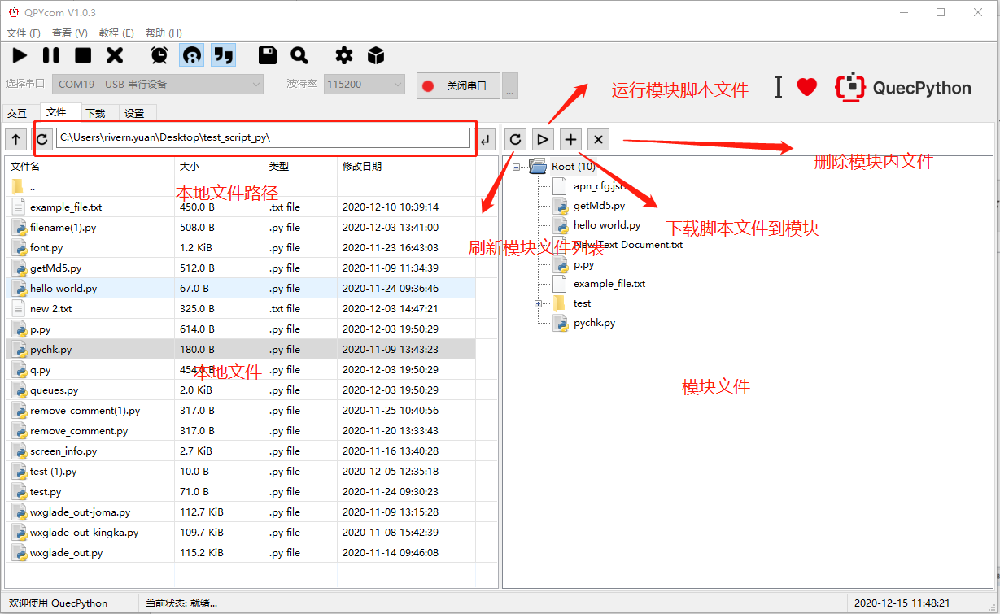 QPYcom V1.0.3
文件 (F) 查看 (V) 教程 (E) 帮助 (H)
选择串口 COM19 - USB 串行设备 波特率 115200 关闭串口 ... 运行模块脚本文件 QuecPython
交互 文件 下载 设置
C:\Users\rivern.yuan\Desktop\test_script_py\
删除模块内文件
文件名 大小 类型 修改日期
..
本地文件路径
example_file.txt 450.0 B .txt file 2020-12-10 10:39:14
filename(1).py 508.0 B .py file 2020-12-03 13:41:00
font.py 1.2 KiB .py file 2020-11-23 16:43:03
getMd5.py 512.0 B .py file 2020-11-09 11:34:39
hello world.py 67.0 B .py file 2020-11-24 09:36:46
new 2.txt 325.0 B .txt file 2020-12-03 14:47:21
p.py 614.0 B .py file 2020-12-03 19:50:29
pychk.py 180.0 B .py file 2020-11-09 13:43:23
q.py 454.0 B .py file 2020-12-03 19:50:29
本地文件
queues.py 2.0 KiB .py file 2020-12-03 19:50:29
remove_comment(1).py 317.0 B .py file 2020-11-25 10:40:56
remove_comment.py 317.0 B .py file 2020-11-20 13:33:43
screen_info.py 2.7 KiB .py file 2020-11-16 13:40:28
test (1).py 10.0 B .py file 2020-12-05 12:35:18
test.py 71.0 B .py file 2020-11-24 09:30:23
wxglade_out-joma.py 112.7 KiB .py file 2020-11-09 13:15:28
wxglade_out-kingka.py 109.7 KiB .py file 2020-11-08 15:42:39
wxglade_out.py 115.2 KiB .py file 2020-11-14 09:46:08
Root (10)
apn_cfg.json
getMd5.py
hello world.py
下载脚本文件到模块
刷新模块文件列表
New Text Document.txt
p.py
example_file.txt
test
pychk.py
模块文件
欢迎使用 QuecPython 当前状态: 就绪... 2020-12-15 11:48:21